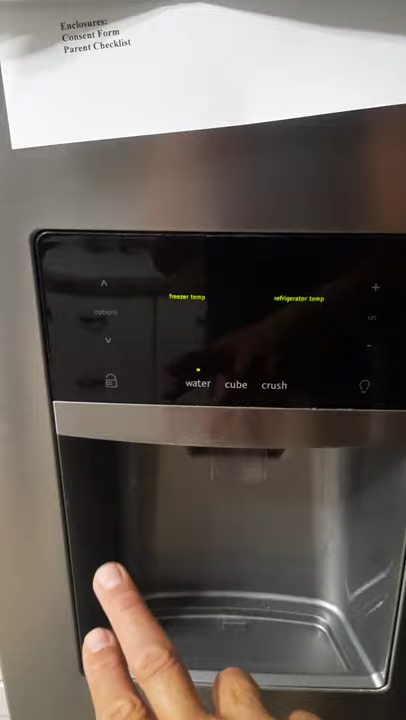 Enclosures:
Consent Form
Parent Checklist
^ +
freezer temp refrigerator temp
options set
v -
water cube crush